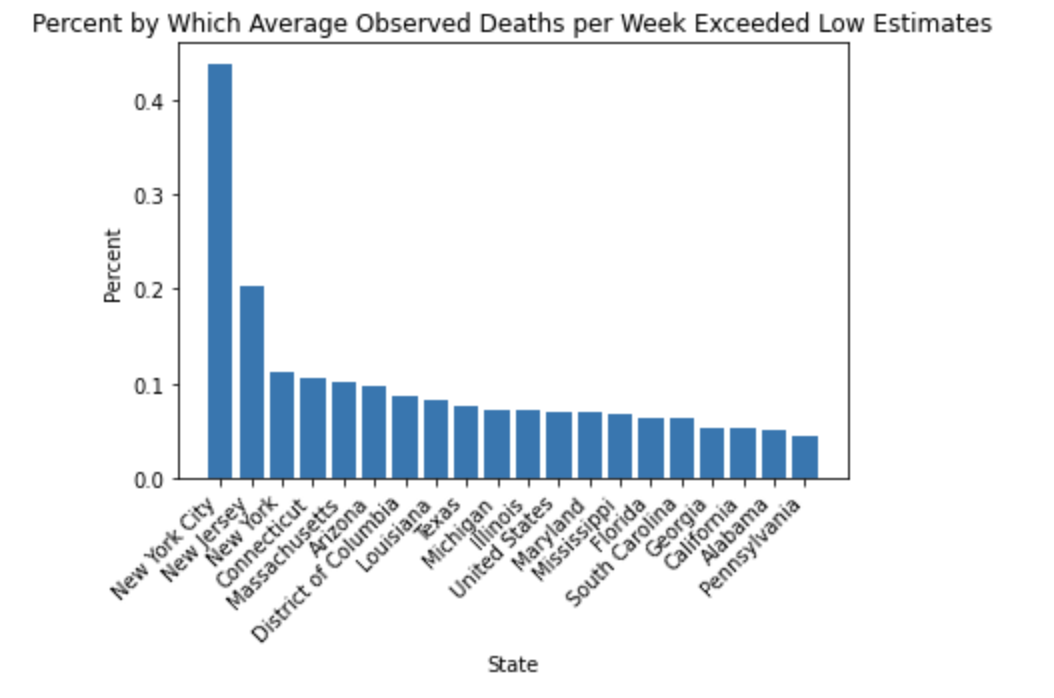 Percent by Which Average Observed Deaths per Week Exceeded Low Estimates
0.4
0.3
0.2
0.1
0.0
Percent
New York City
New Jersey
New York
Connecticut
Massachusetts
Arizona
District of Columbia
Louisiana
Texas
Michigan
Illinois
United States
Maryland
Mississippi
Florida
South Carolina
Georgia
California
Alabama
Pennsylvania
State